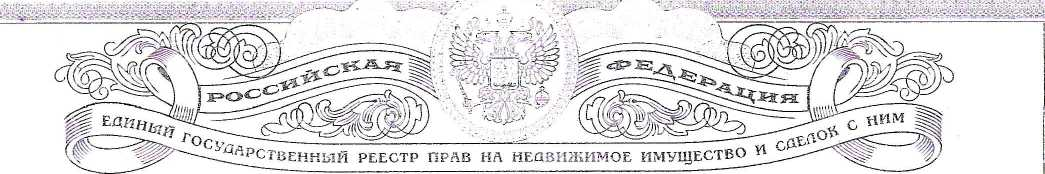 РОССИЙСКАЯ ФЕДЕРАЦИЯ
ЕДИНЫЙ ГОСУДАРСТВЕННЫЙ РЕЕСТР ПРАВ НА НЕДВИЖИМОЕ ИМУЩЕСТВО И СДЕЛОК С НИМ